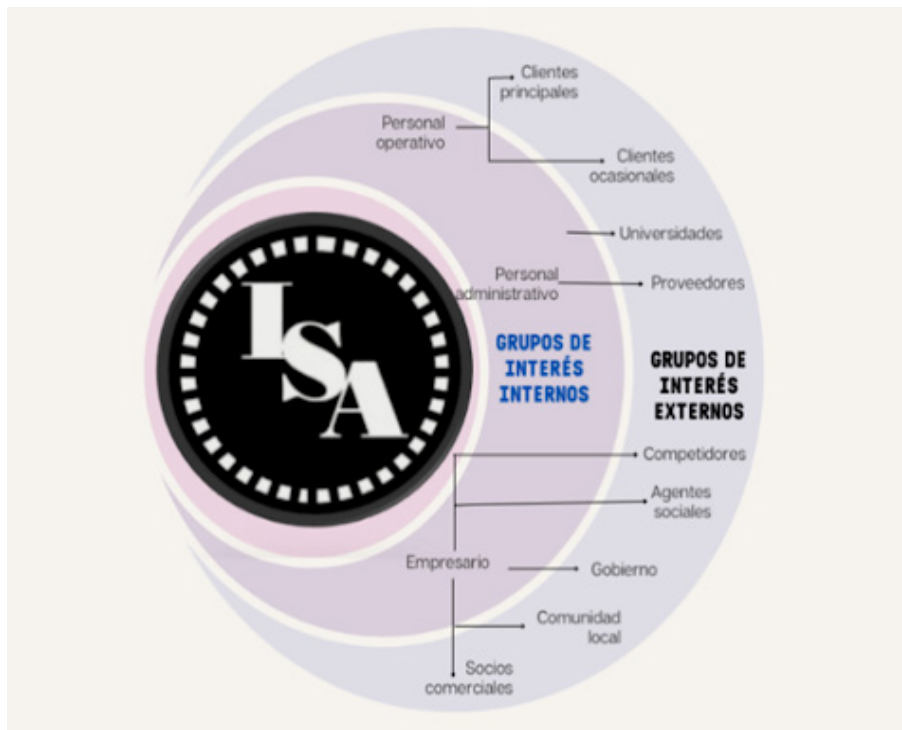 Clientes
principales
Personal
operativo
Clientes
ocasionales
Universidades
Personal
administrativo
Proveedores
LSA
GRUPOS DE
INTERÉS
INTERNOS
GRUPOS DE
INTERÉS
EXTERNOS
Competidores
Agentes
sociales
Empresario
Gobierno
Comunidad
local
Socios
comerciales